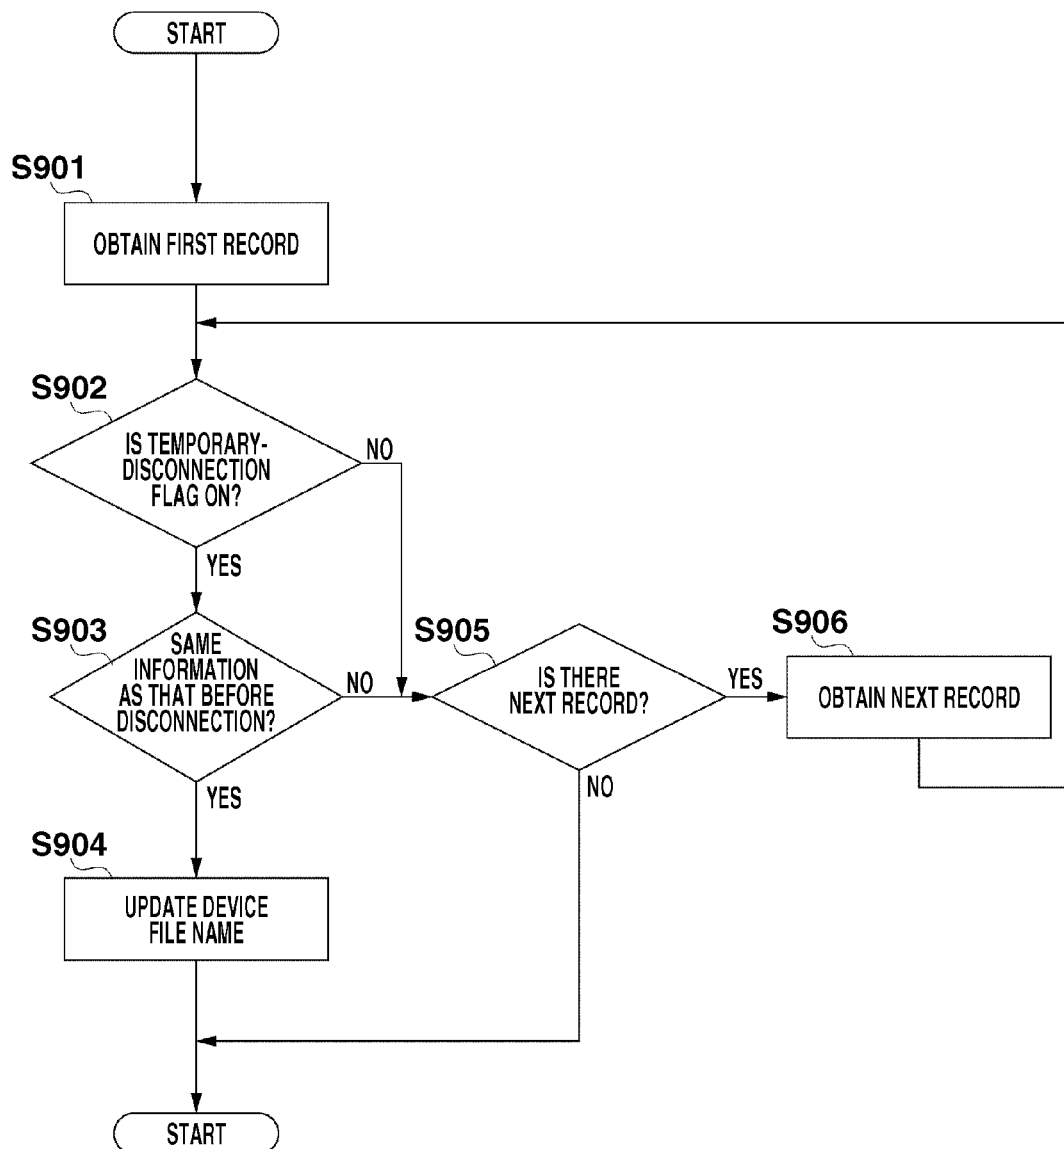 START
S901
OBTAIN FIRST RECORD
S902
IS TEMPORARY-
DISCONNECTION
FLAG ON?
NO
YES
S903
SAME
INFORMATION
AS THAT BEFORE
DISCONNECTION?
NO
YES
S905
IS THERE
NEXT RECORD?
YES
NO
S906
OBTAIN NEXT RECORD
S904
UPDATE DEVICE
FILE NAME
START